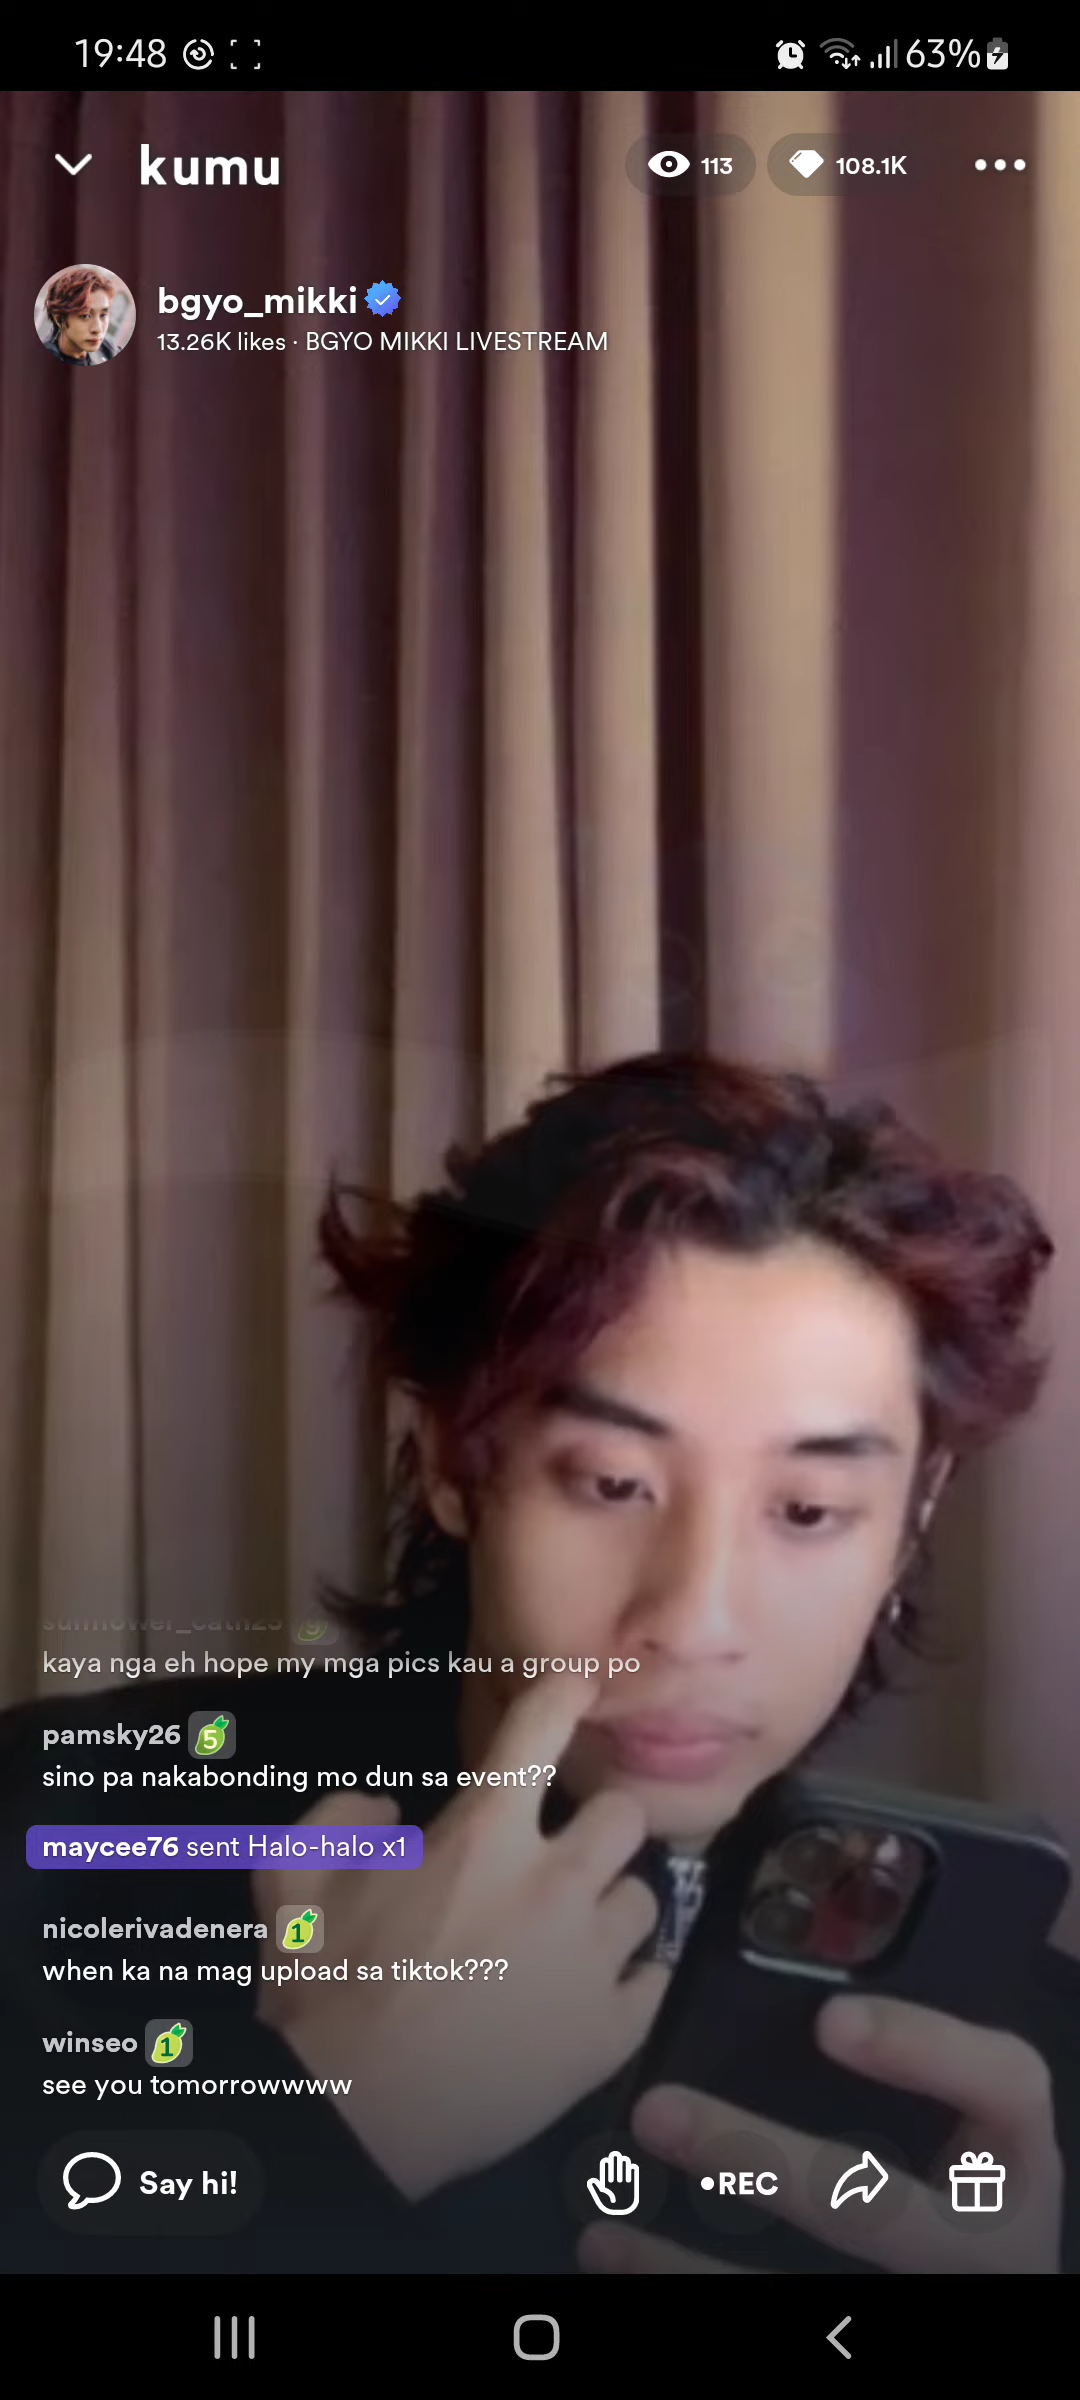 19:48
63%
kumu
113
108.1K
bgyo_mikki
13.26K likes · BGYO MIKKI LIVESTREAM
kaya nga eh hope my mga pics kau a group po
pamsky26 5
sino pa nakabonding mo dun sa event??
maycee76 sent Halo-halo x1
nicolerivadenera 1
when ka na mag upload sa tiktok???
winseo 1
see you tomorrowwww
Say hi!
•REC